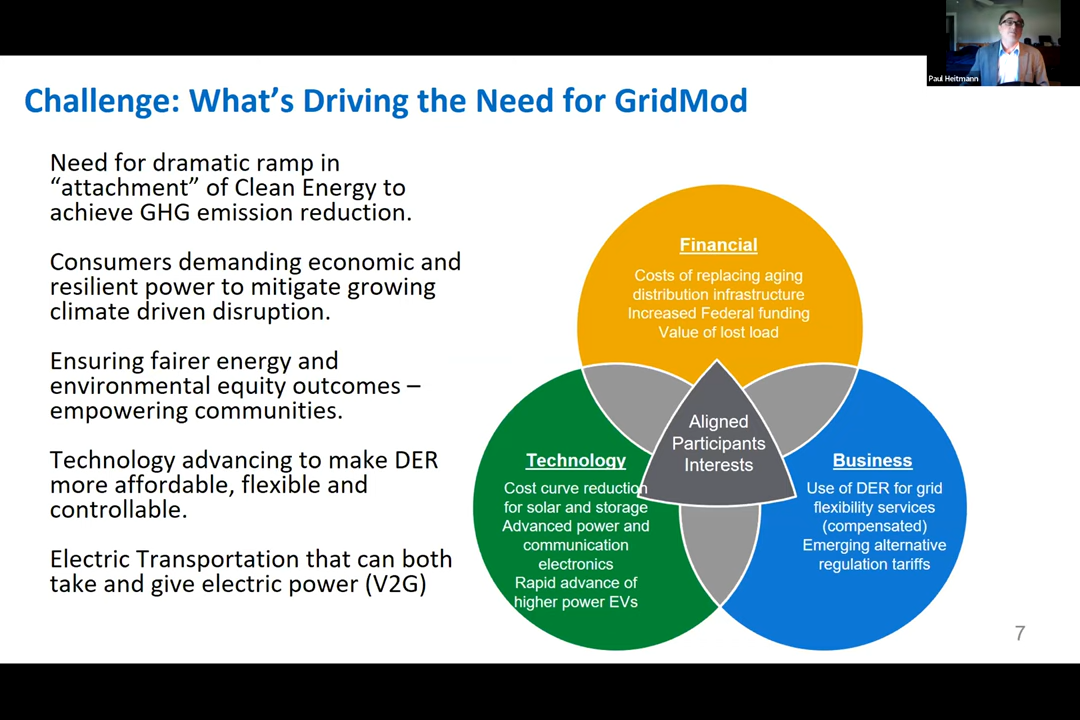 Paul Heitmann
Challenge: What's Driving the Need for GridMod
Need for dramatic ramp in
“attachment” of Clean Energy to
achieve GHG emission reduction.
Consumers demanding economic and
resilient power to mitigate growing
climate driven disruption.
Ensuring fairer energy and
environmental equity outcomes –
empowering communities.
Technology advancing to make DER
more affordable, flexible and
controllable.
Electric Transportation that can both
take and give electric power (V2G)
Financial
Costs of replacing aging
distribution infrastructure
Increased Federal funding
Value of lost load
Aligned
Participants
Interests
Technology
Cost curve reduction
for solar and storage
Advanced power and
communication
electronics
Rapid advance of
higher power EVs
Business
Use of DER for grid
flexibility services
(compensated)
Emerging alternative
regulation tariffs
7